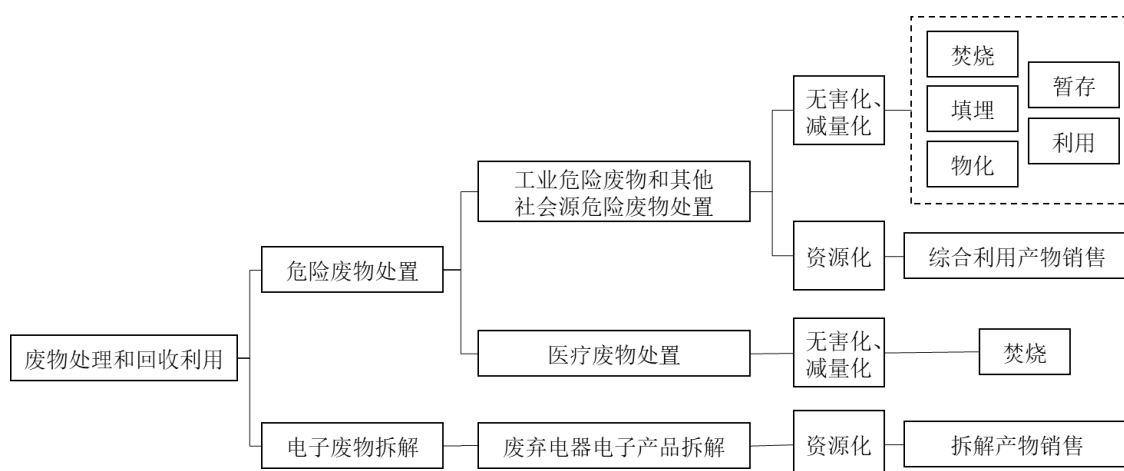 废物处理和回收利用
危险废物处置
电子废物拆解
工业危险废物和其他
社会源危险废物处置
医疗废物处置
废弃电器电子产品拆解
无害化、
减量化
资源化
无害化、
减量化
资源化
焚烧
填埋
物化
暂存
利用
综合利用产物销售
焚烧
拆解产物销售